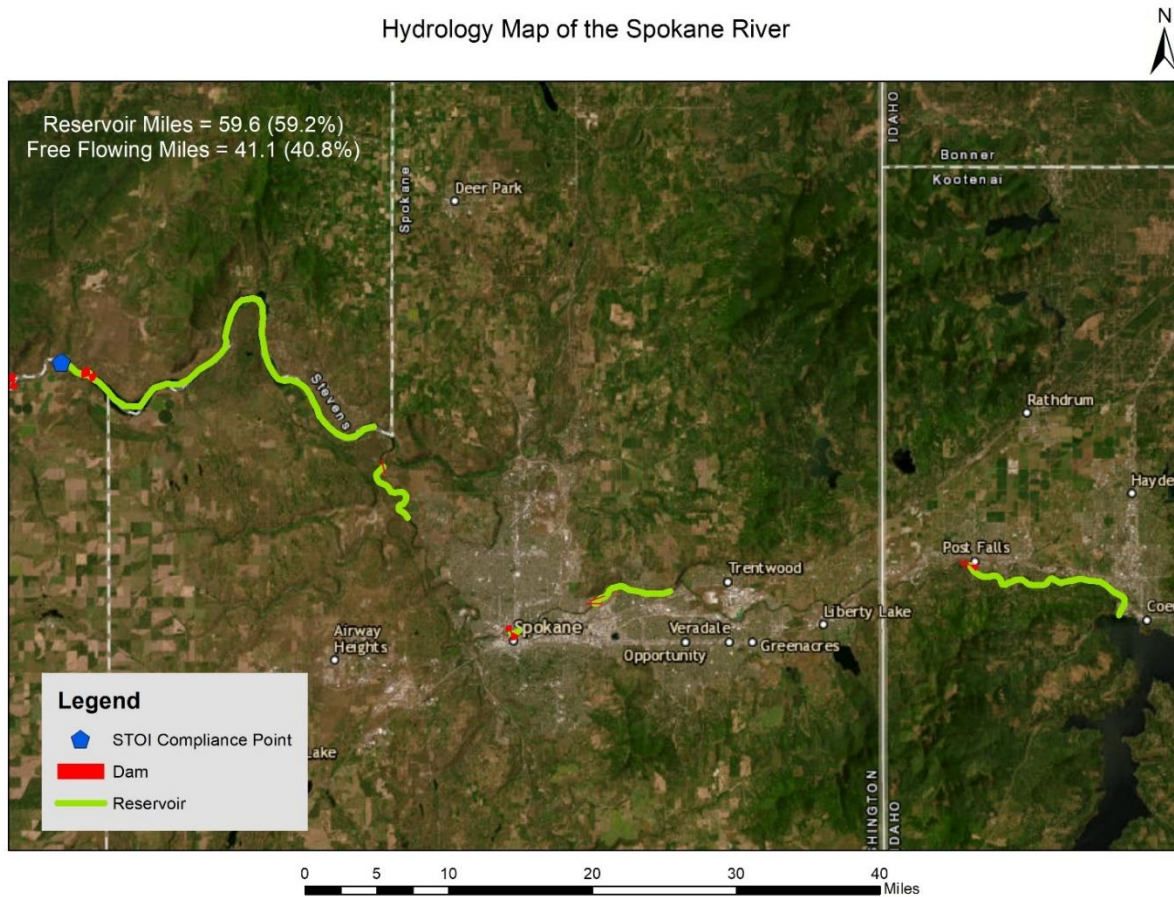 Hydrology Map of the Spokane River
N
Reservoir Miles = 59.6 (59.2%)
Free Flowing Miles = 41.1 (40.8%)
IDAHO
Spokane
Bonner
Kootenai
Deer Park
Stevens
Rathdrum
Hayde
Post Falls
Trentwood
Liberty Lake
Coe
Spokane
Veradale
Airway
Heights
Opportunity
Greenacres
Legend
STOI Compliance Point
Lake
Dam
Reservoir
SHINGTON
IDAHO
0 5 10 20 30 40
Miles